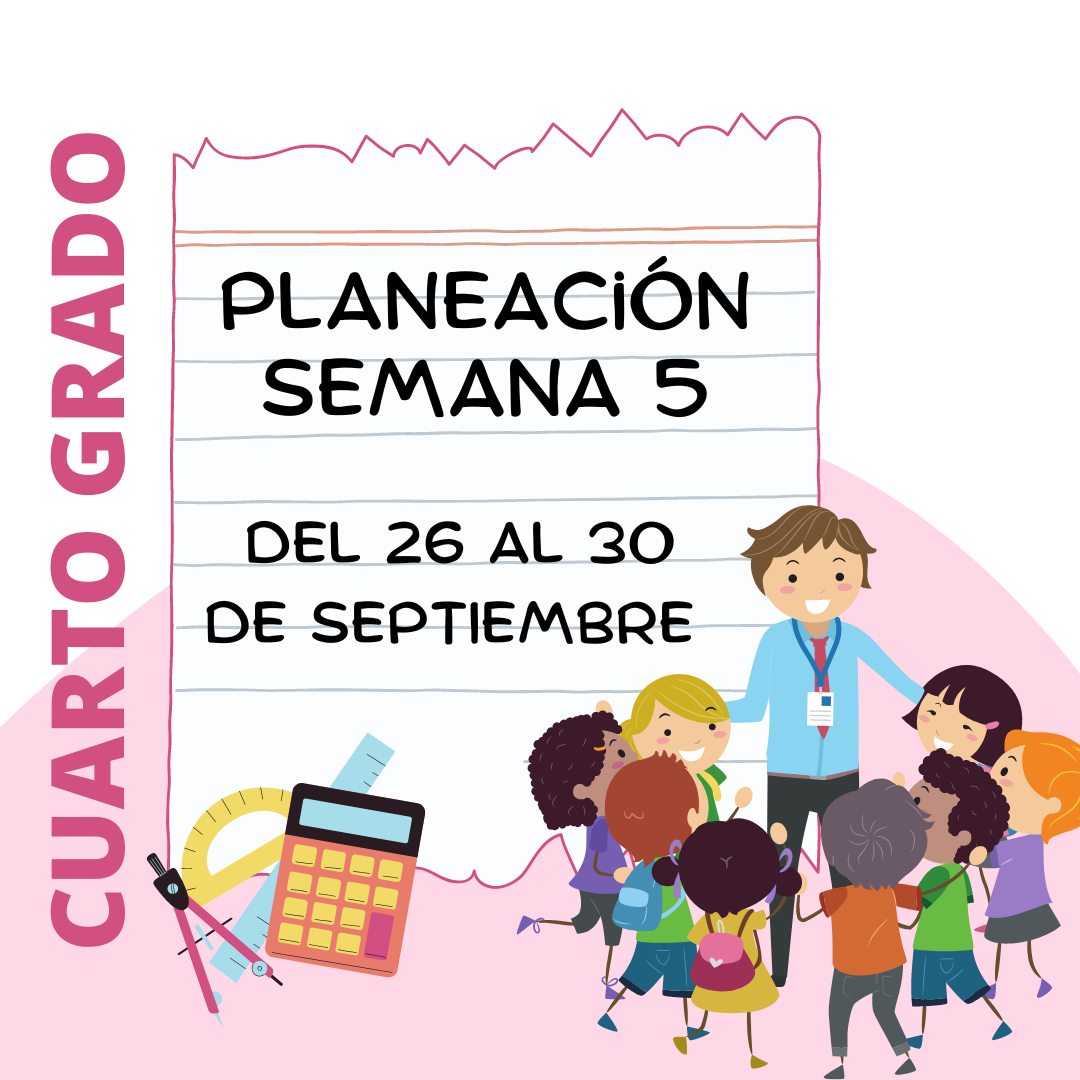 CUARTO GRADO
PLANEACIÓN
SEMANA 5
DEL 26 AL 30
DE SEPTIEMBRE